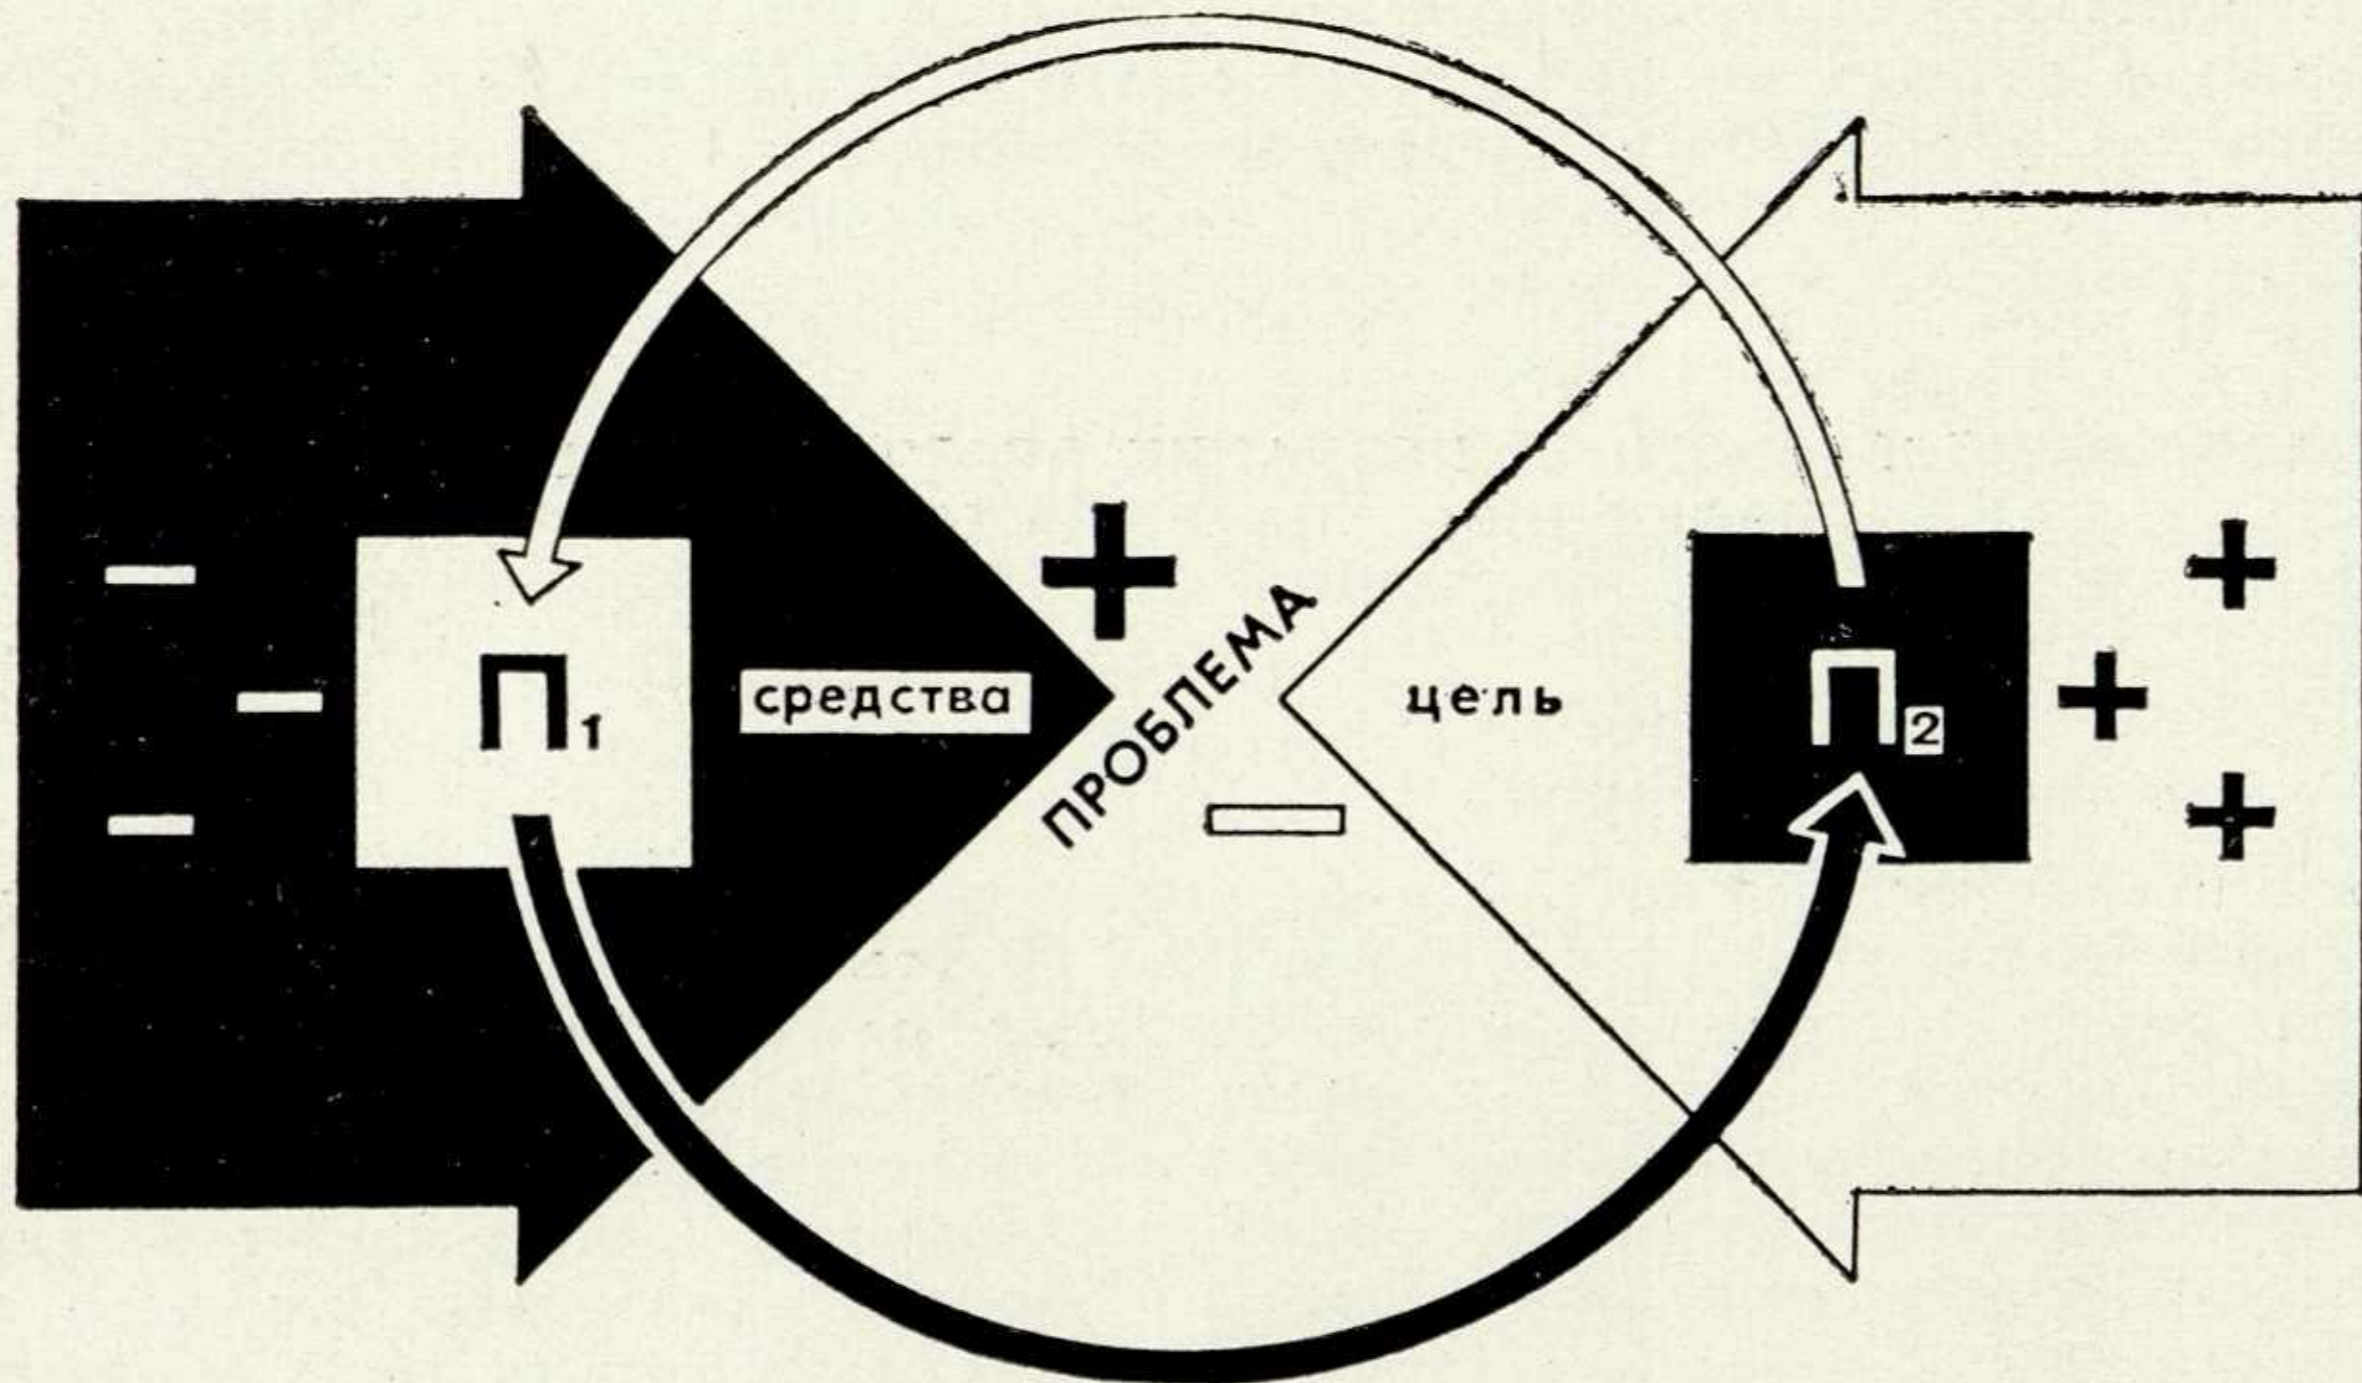 +
− + − + − +
П1
средства
ПРОБЛЕМА
цель
П2
−